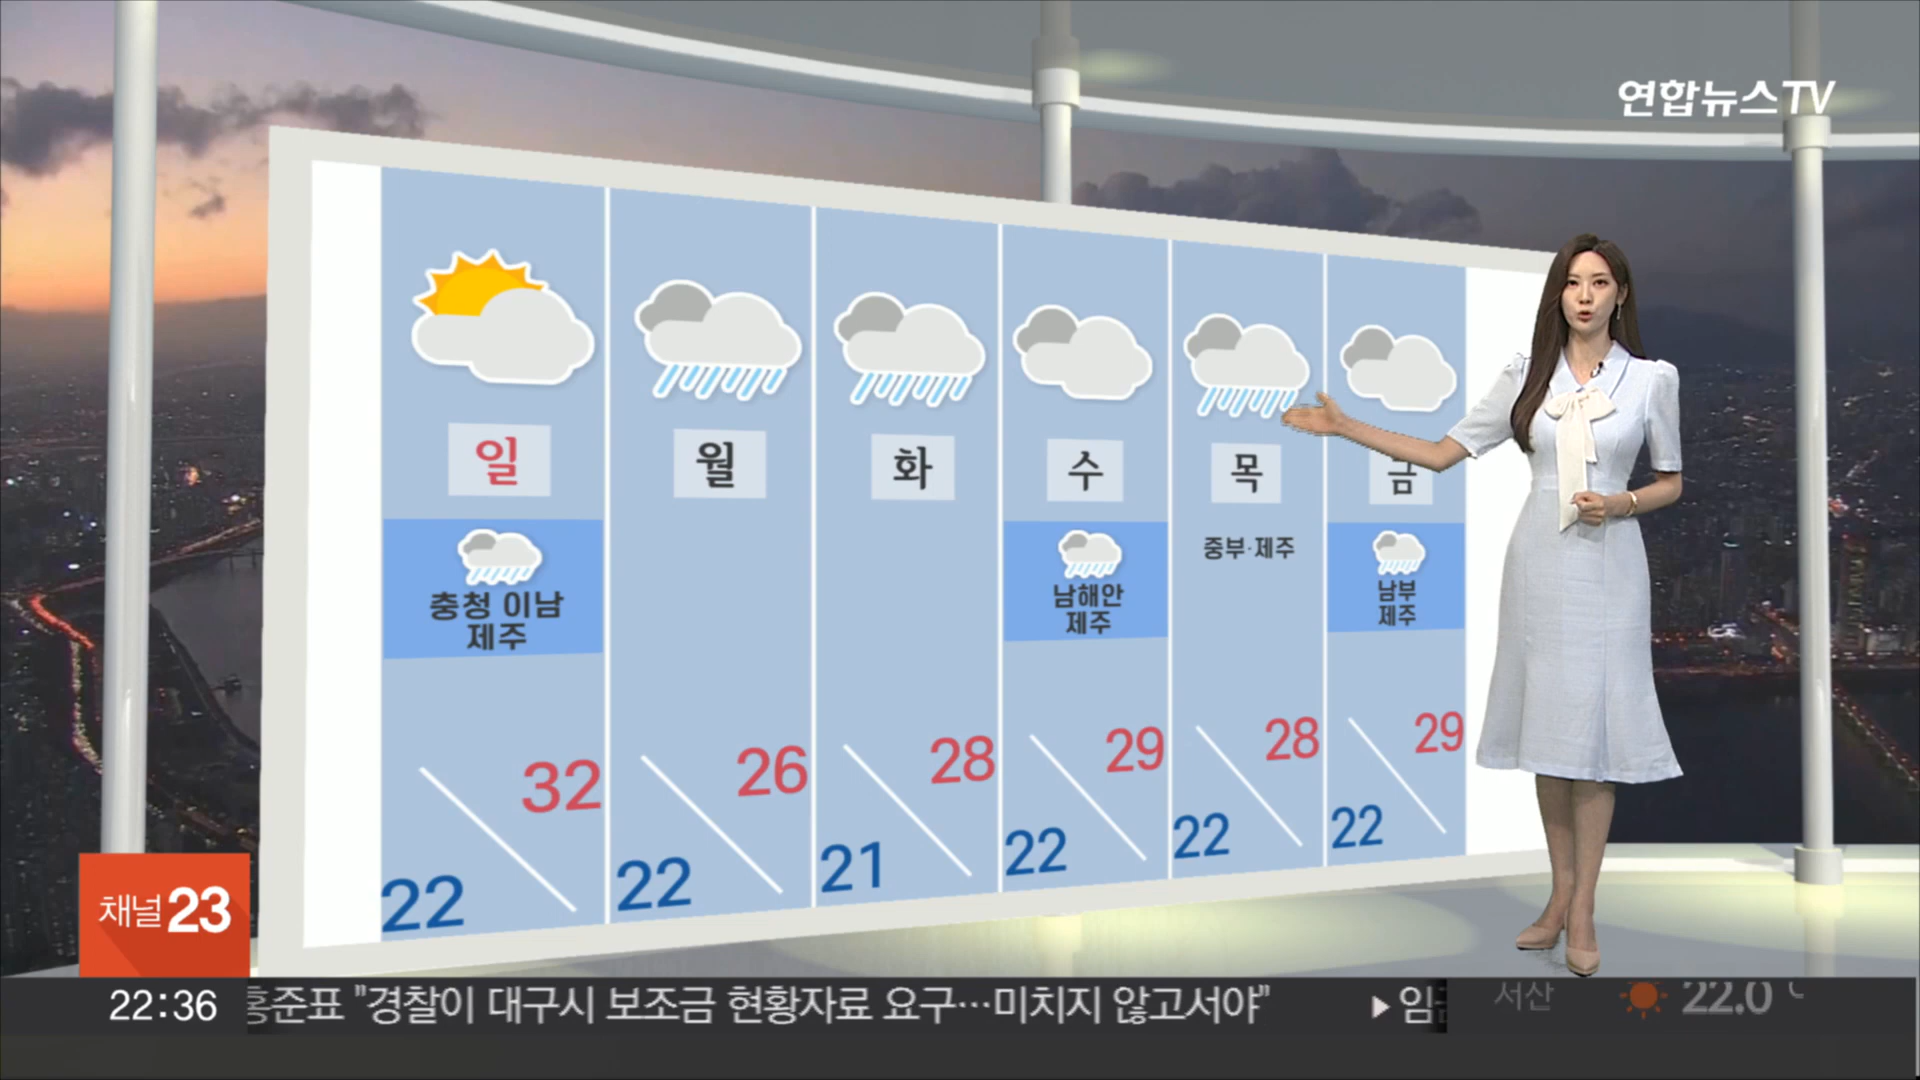 연합뉴스TV
일
월
화
수
목
금
충청 이남
제주
남해안
제주
중부·제주
남부
제주
32
22
26
22
28
21
29
22
28
22
29
22
채널 23
22:36
홍준표 "경찰이 대구시 보조금 현황자료 요구…미치지 않고서야"
▶
서산
22.0 ℃